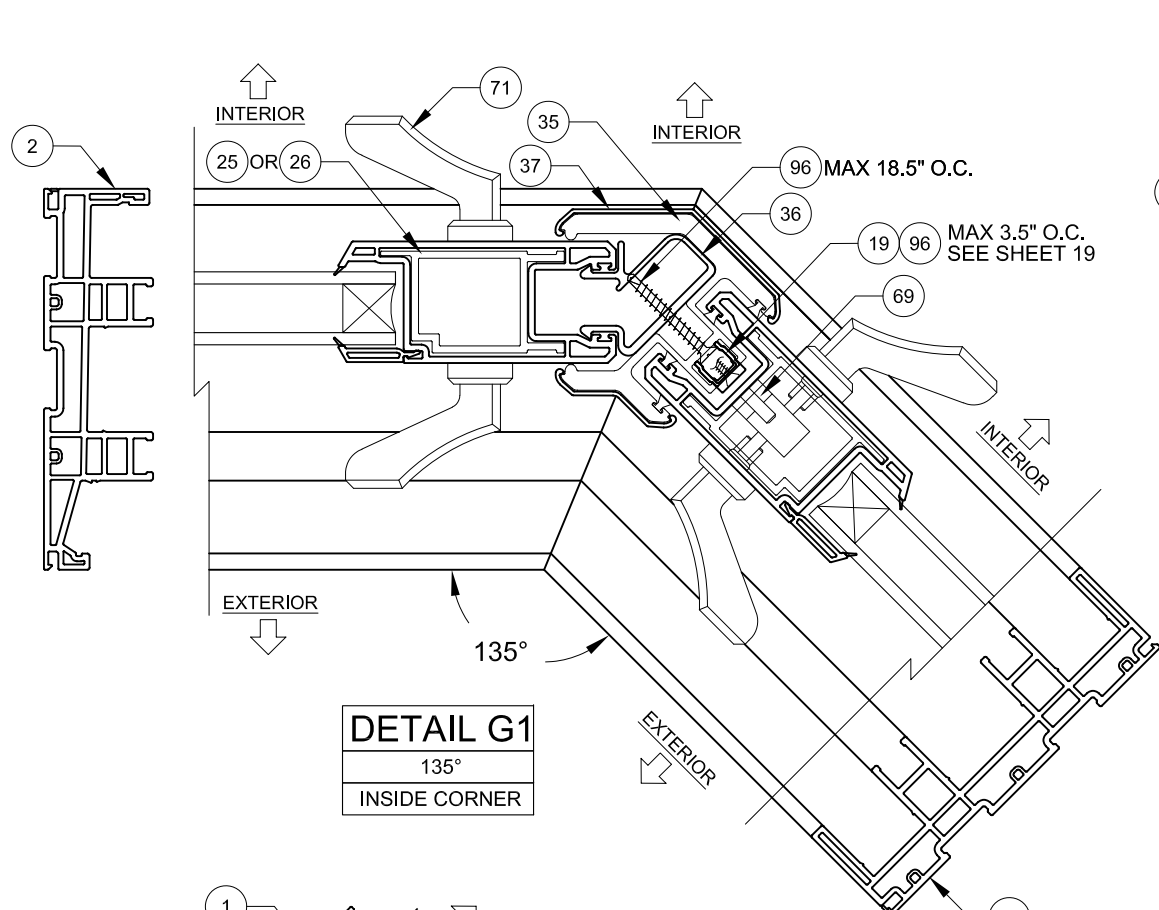 71
INTERIOR
35
INTERIOR
2
25 OR 26
37
96 MAX 18.5" O.C.
36
19 96 MAX 3.5" O.C.
SEE SHEET 19
69
INTERIOR
EXTERIOR
135°
DETAIL G1
135°
INSIDE CORNER
EXTERIOR
1